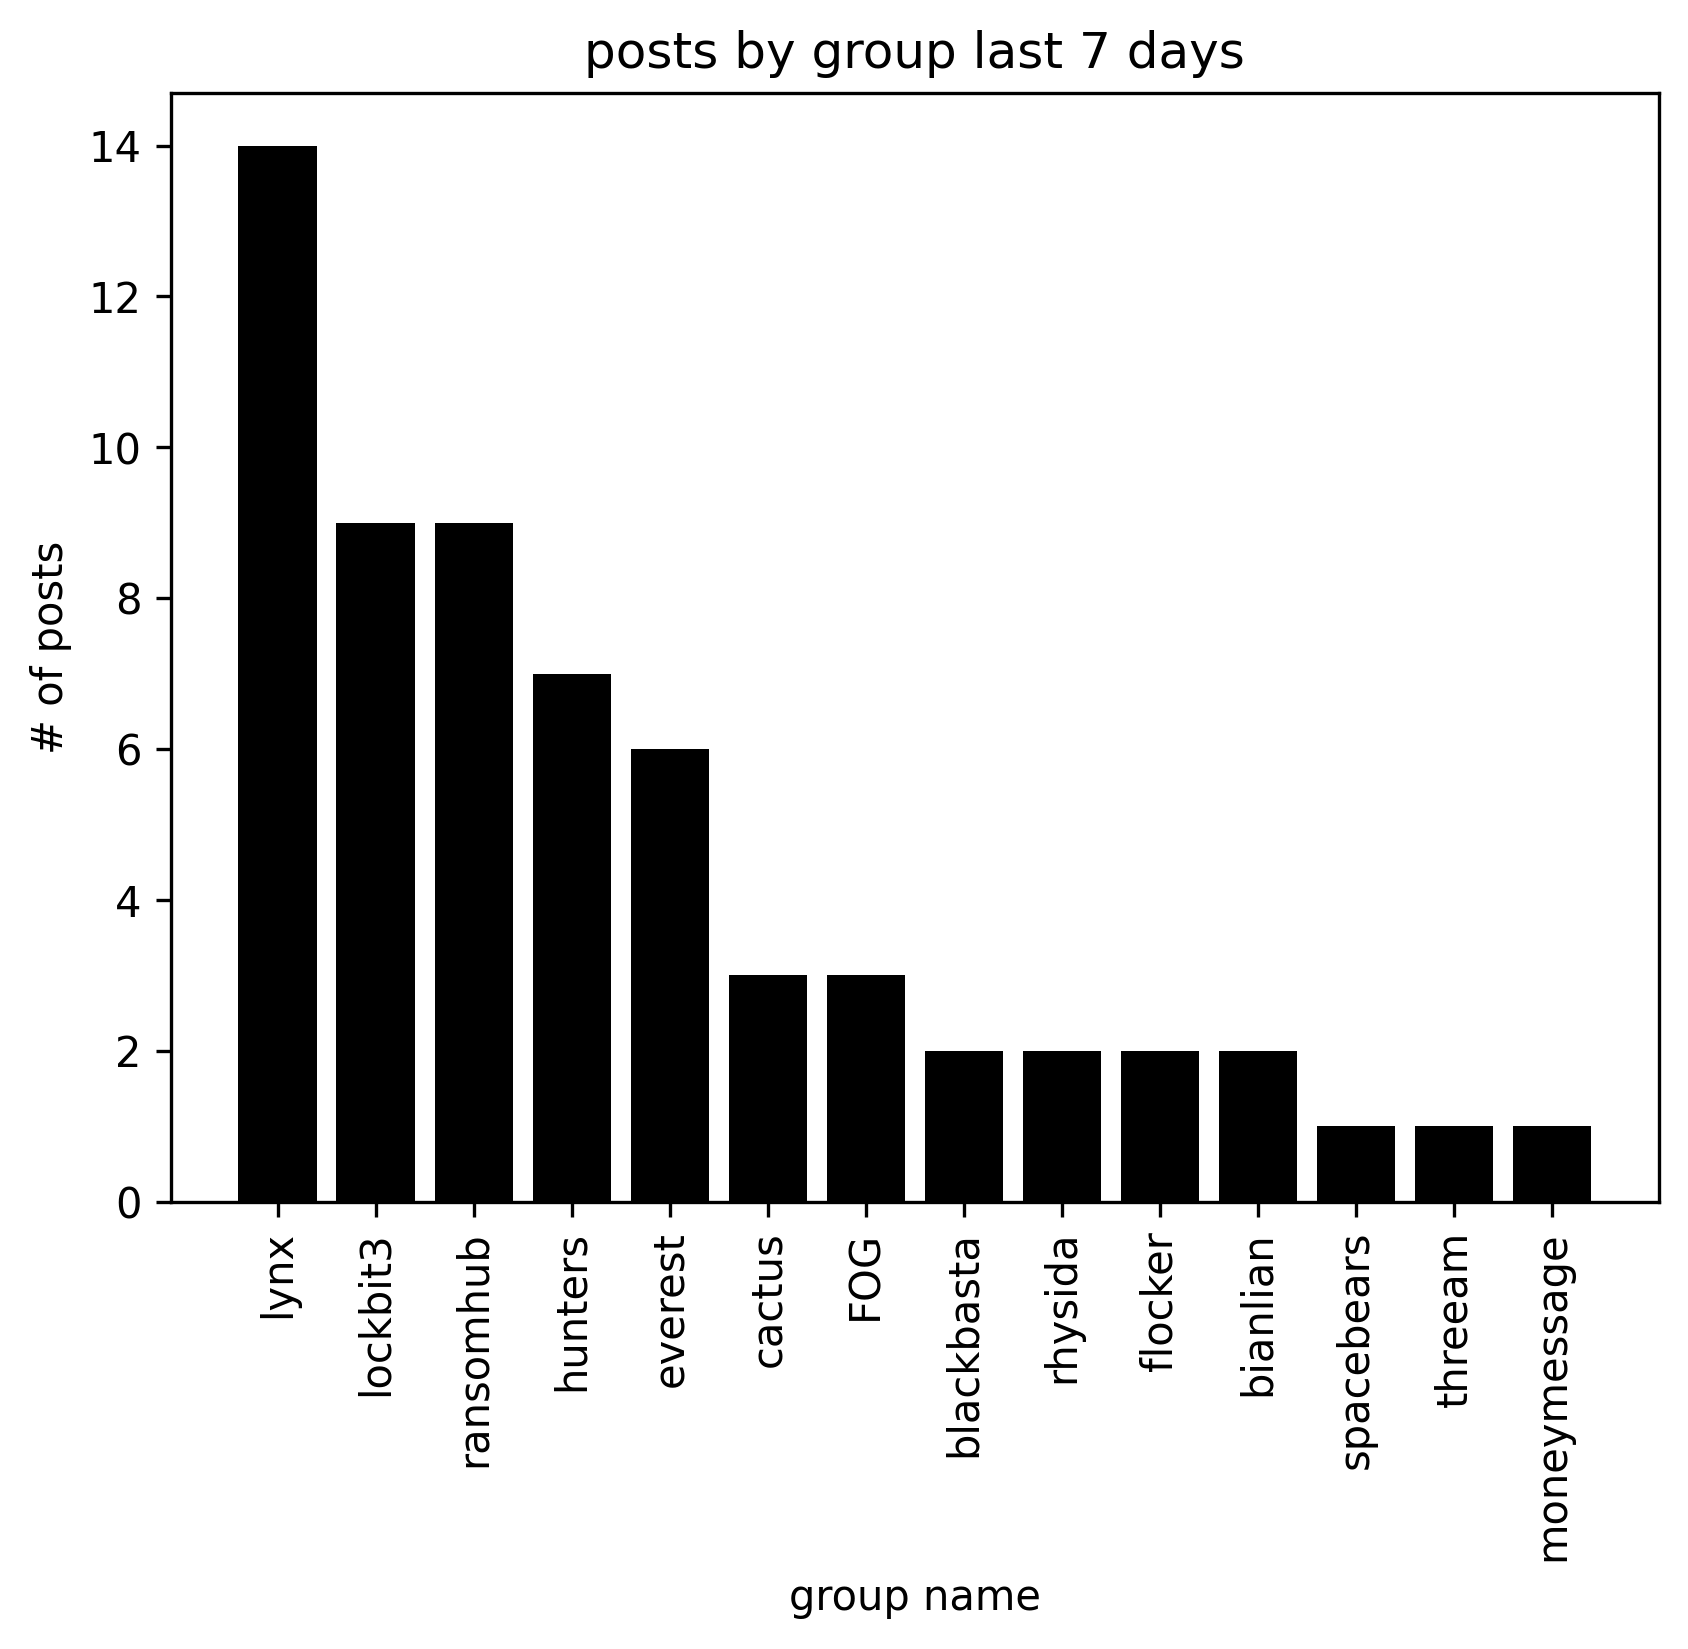 posts by group last 7 days
# of posts
14
12
10
8
6
4
2
0
lynx
lockbit3
ransomhub
hunters
everest
cactus
FOG
blackbasta
rhysida
flocker
bianlian
spacebears
threeam
moneymessage
group name